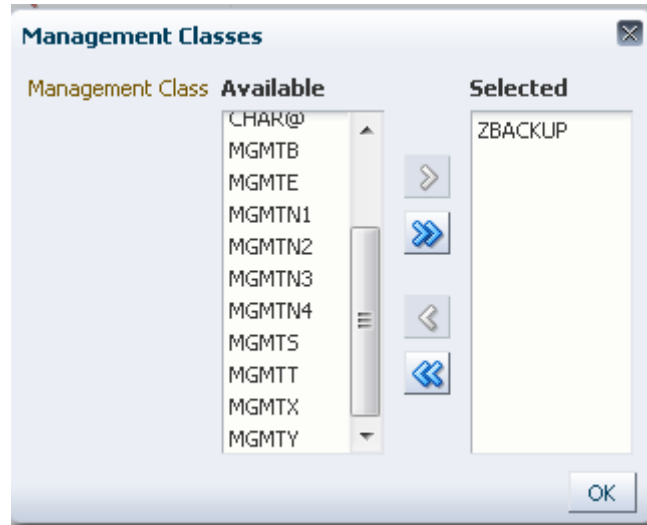 Management Classes
Management Class Available Selected
CHAR@
MGMTB
MGMTE
MGMTN1
MGMTN2
MGMTN3
MGMTN4
MGMTS
MGMTT
MGMTX
MGMTY
ZBACKUP
OK